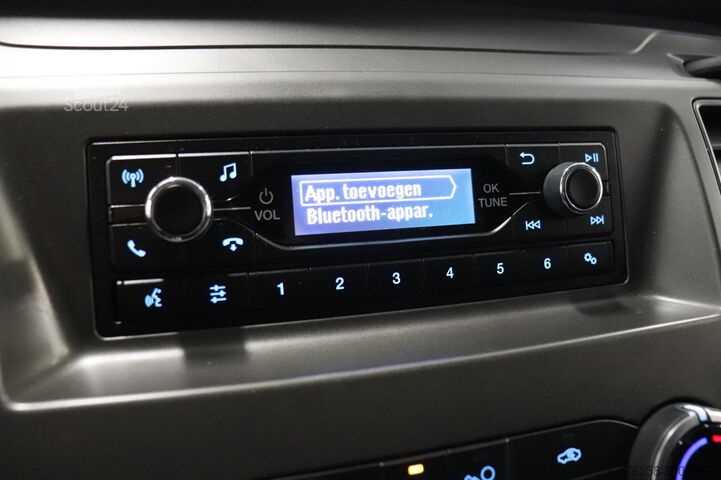 Scout24
App. toevoegen
Bluetooth-appar.
VOL
OK
TUNE
1 2 3 4 5 6